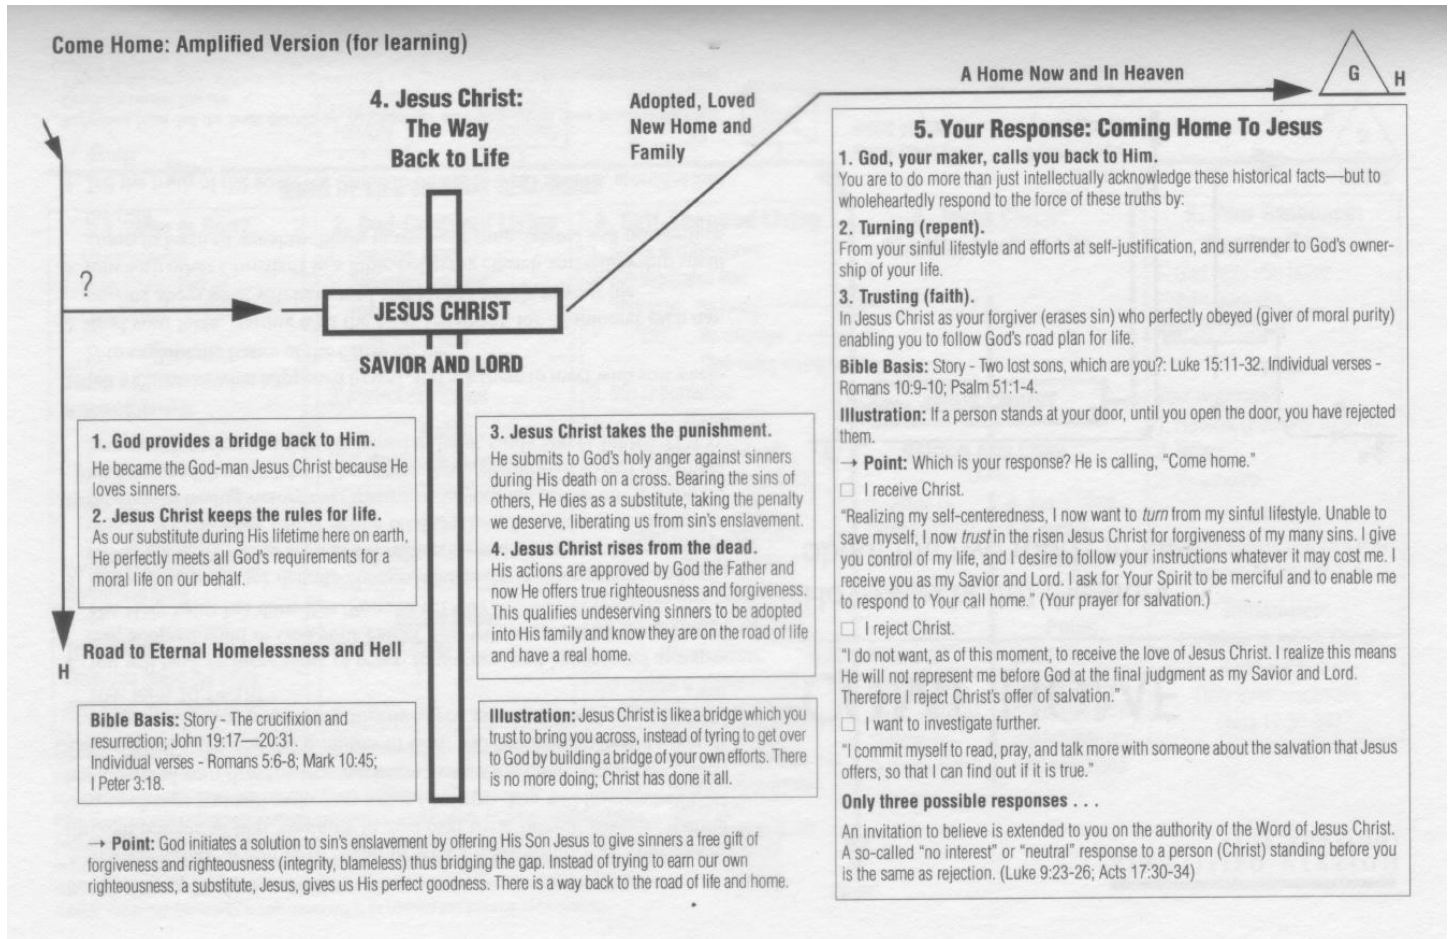 Come Home: Amplified Version (for learning)
4. Jesus Christ:
The Way
Back to Life
Adopted, Loved
New Home and
Family
A Home Now and In Heaven
G
H
?
JESUS CHRIST
SAVIOR AND LORD
1. God provides a bridge back to Him.
He became the God-man Jesus Christ because He
loves sinners.
2. Jesus Christ keeps the rules for life.
As our substitute during His lifetime here on earth,
He perfectly meets all God's requirements for a
moral life on our behalf.
H
Road to Eternal Homelessness and Hell
Bible Basis: Story - The crucifixion and
resurrection; John 19:17—20:31.
Individual verses - Romans 5:6-8; Mark 10:45;
I Peter 3:18.
3. Jesus Christ takes the punishment.
He submits to God's holy anger against sinners
during His death on a cross. Bearing the sins of
others, He dies as a substitute, taking the penalty
we deserve, liberating us from sin's enslavement.
4. Jesus Christ rises from the dead.
His actions are approved by God the Father and
now He offers true righteousness and forgiveness.
This qualifies undeserving sinners to be adopted
into His family and know they are on the road of life
and have a real home.
Illustration: Jesus Christ is like a bridge which you
trust to bring you across, instead of tyring to get over
to God by building a bridge of your own efforts. There
is no more doing; Christ has done it all.
→ Point: God initiates a solution to sin's enslavement by offering His Son Jesus to give sinners a free gift of
forgiveness and righteousness (integrity, blameless) thus bridging the gap. Instead of trying to earn our own
righteousness, a substitute, Jesus, gives us His perfect goodness. There is a way back to the road of life and home.
5. Your Response: Coming Home To Jesus
1. God, your maker, calls you back to Him.
You are to do more than just intellectually acknowledge these historical facts—but to
wholeheartedly respond to the force of these truths by:
2. Turning (repent).
From your sinful lifestyle and efforts at self-justification, and surrender to God's owner-
ship of your life.
3. Trusting (faith).
In Jesus Christ as your forgiver (erases sin) who perfectly obeyed (giver of moral purity)
enabling you to follow God's road plan for life.
Bible Basis: Story - Two lost sons, which are you?: Luke 15:11-32. Individual verses -
Romans 10:9-10; Psalm 51:1-4.
Illustration: If a person stands at your door, until you open the door, you have rejected
them.
→ Point: Which is your response? He is calling, "Come home."
☐ I receive Christ.
"Realizing my self-centeredness, I now want to turn from my sinful lifestyle. Unable to
save myself, I now trust in the risen Jesus Christ for forgiveness of my many sins. I give
you control of my life, and I desire to follow your instructions whatever it may cost me. I
receive you as my Savior and Lord. I ask for Your Spirit to be merciful and to enable me
to respond to Your call home." (Your prayer for salvation.)
☐ I reject Christ.
"I do not want, as of this moment, to receive the love of Jesus Christ. I realize this means
He will not represent me before God at the final judgment as my Savior and Lord.
Therefore I reject Christ's offer of salvation."
☐ I want to investigate further.
"I commit myself to read, pray, and talk more with someone about the salvation that Jesus
offers, so that I can find out if it is true."
Only three possible responses . . .
An invitation to believe is extended to you on the authority of the Word of Jesus Christ.
A so-called "no interest" or "neutral" response to a person (Christ) standing before you
is the same as rejection. (Luke 9:23-26; Acts 17:30-34)